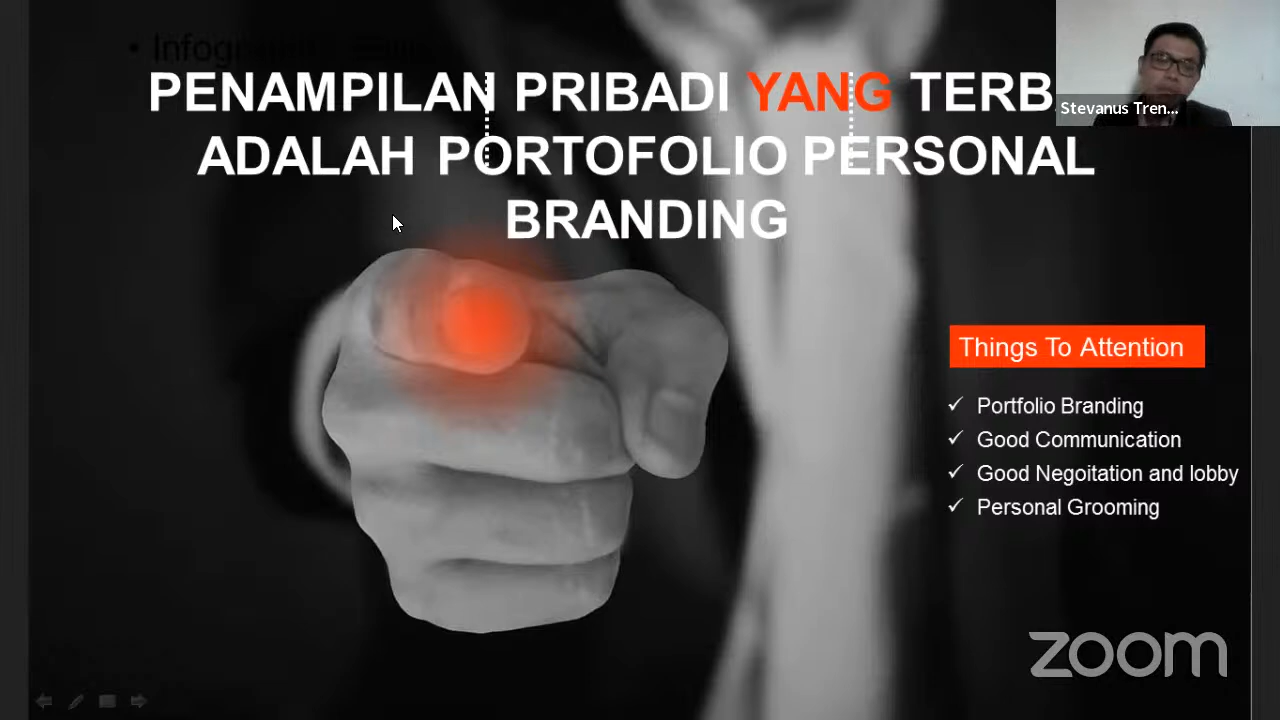 PENAMPILAN PRIBADI YANG
ADALAH PORTOFOLIO PERSONAL
BRANDING
Stevanus Tren...
Things To Attention
✓ Portfolio Branding
✓ Good Communication
✓ Good Negoitation and lobby
✓ Personal Grooming
zoom